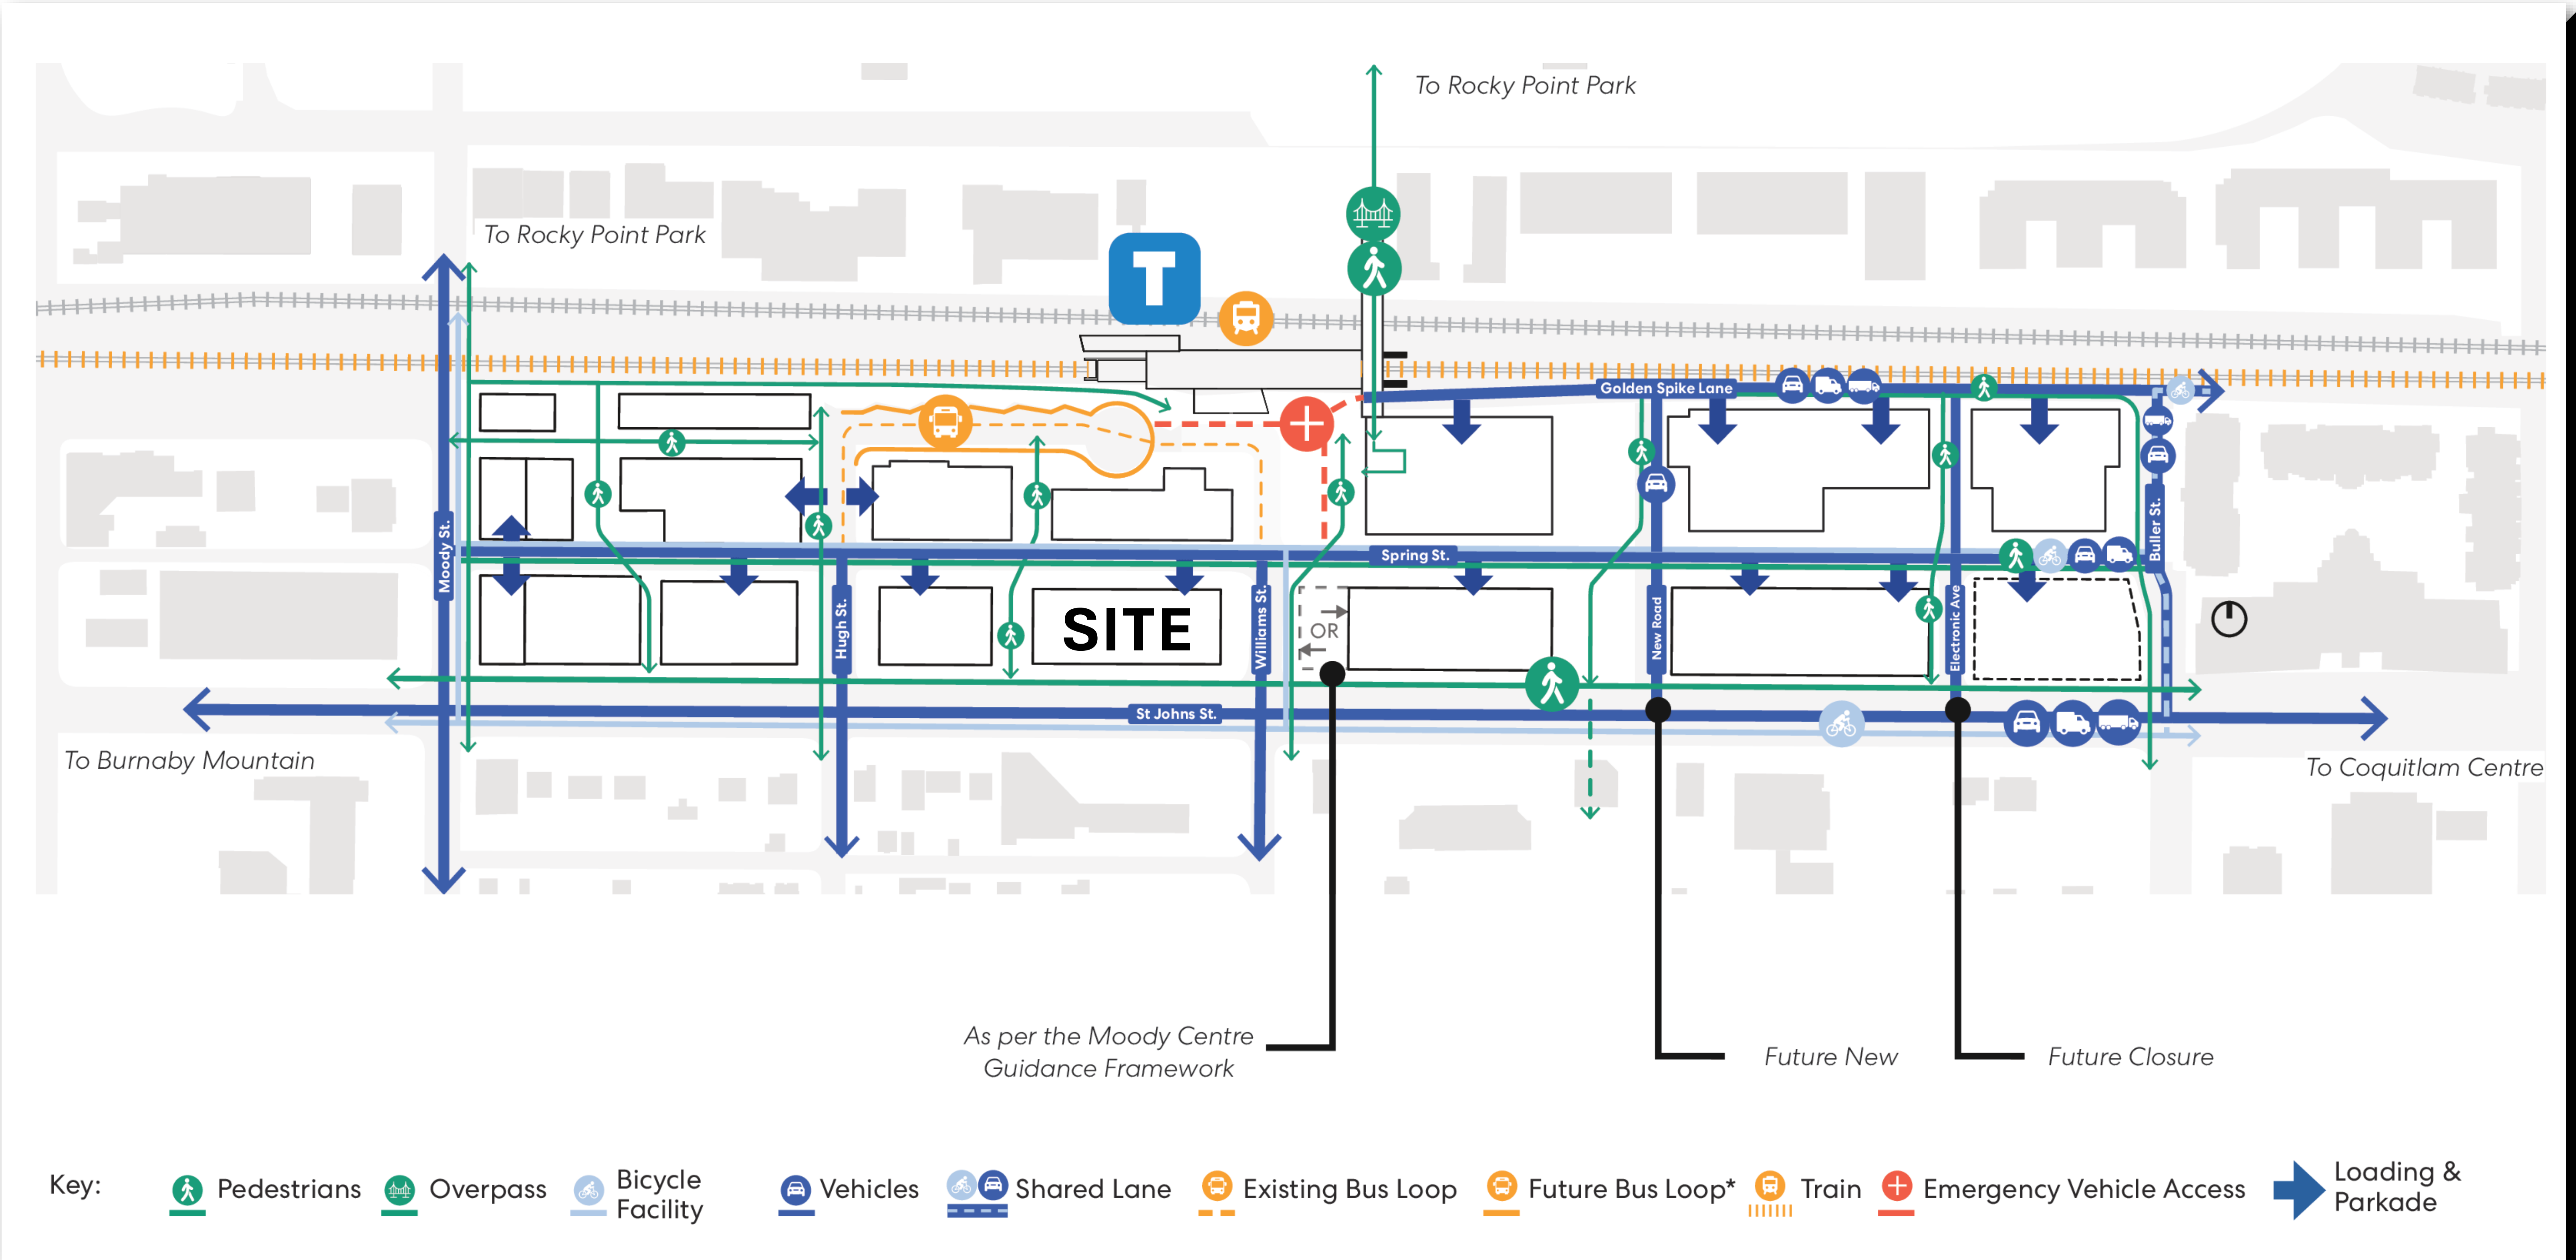 To Rocky Point Park
To Rocky Point Park
T
Golden Spike Lane
Moody St.
Spring St.
Buller St.
Hugh St.
SITE
Williams St.
OR
New Road
Electronic Ave
St Johns St.
To Burnaby Mountain
To Coquitlam Centre
As per the Moody Centre
Guidance Framework
Future New
Future Closure
Key:
Pedestrians
Overpass
Bicycle
Facility
Vehicles
Shared Lane
Existing Bus Loop
Future Bus Loop*
Train
Emergency Vehicle Access
Loading &
Parkade